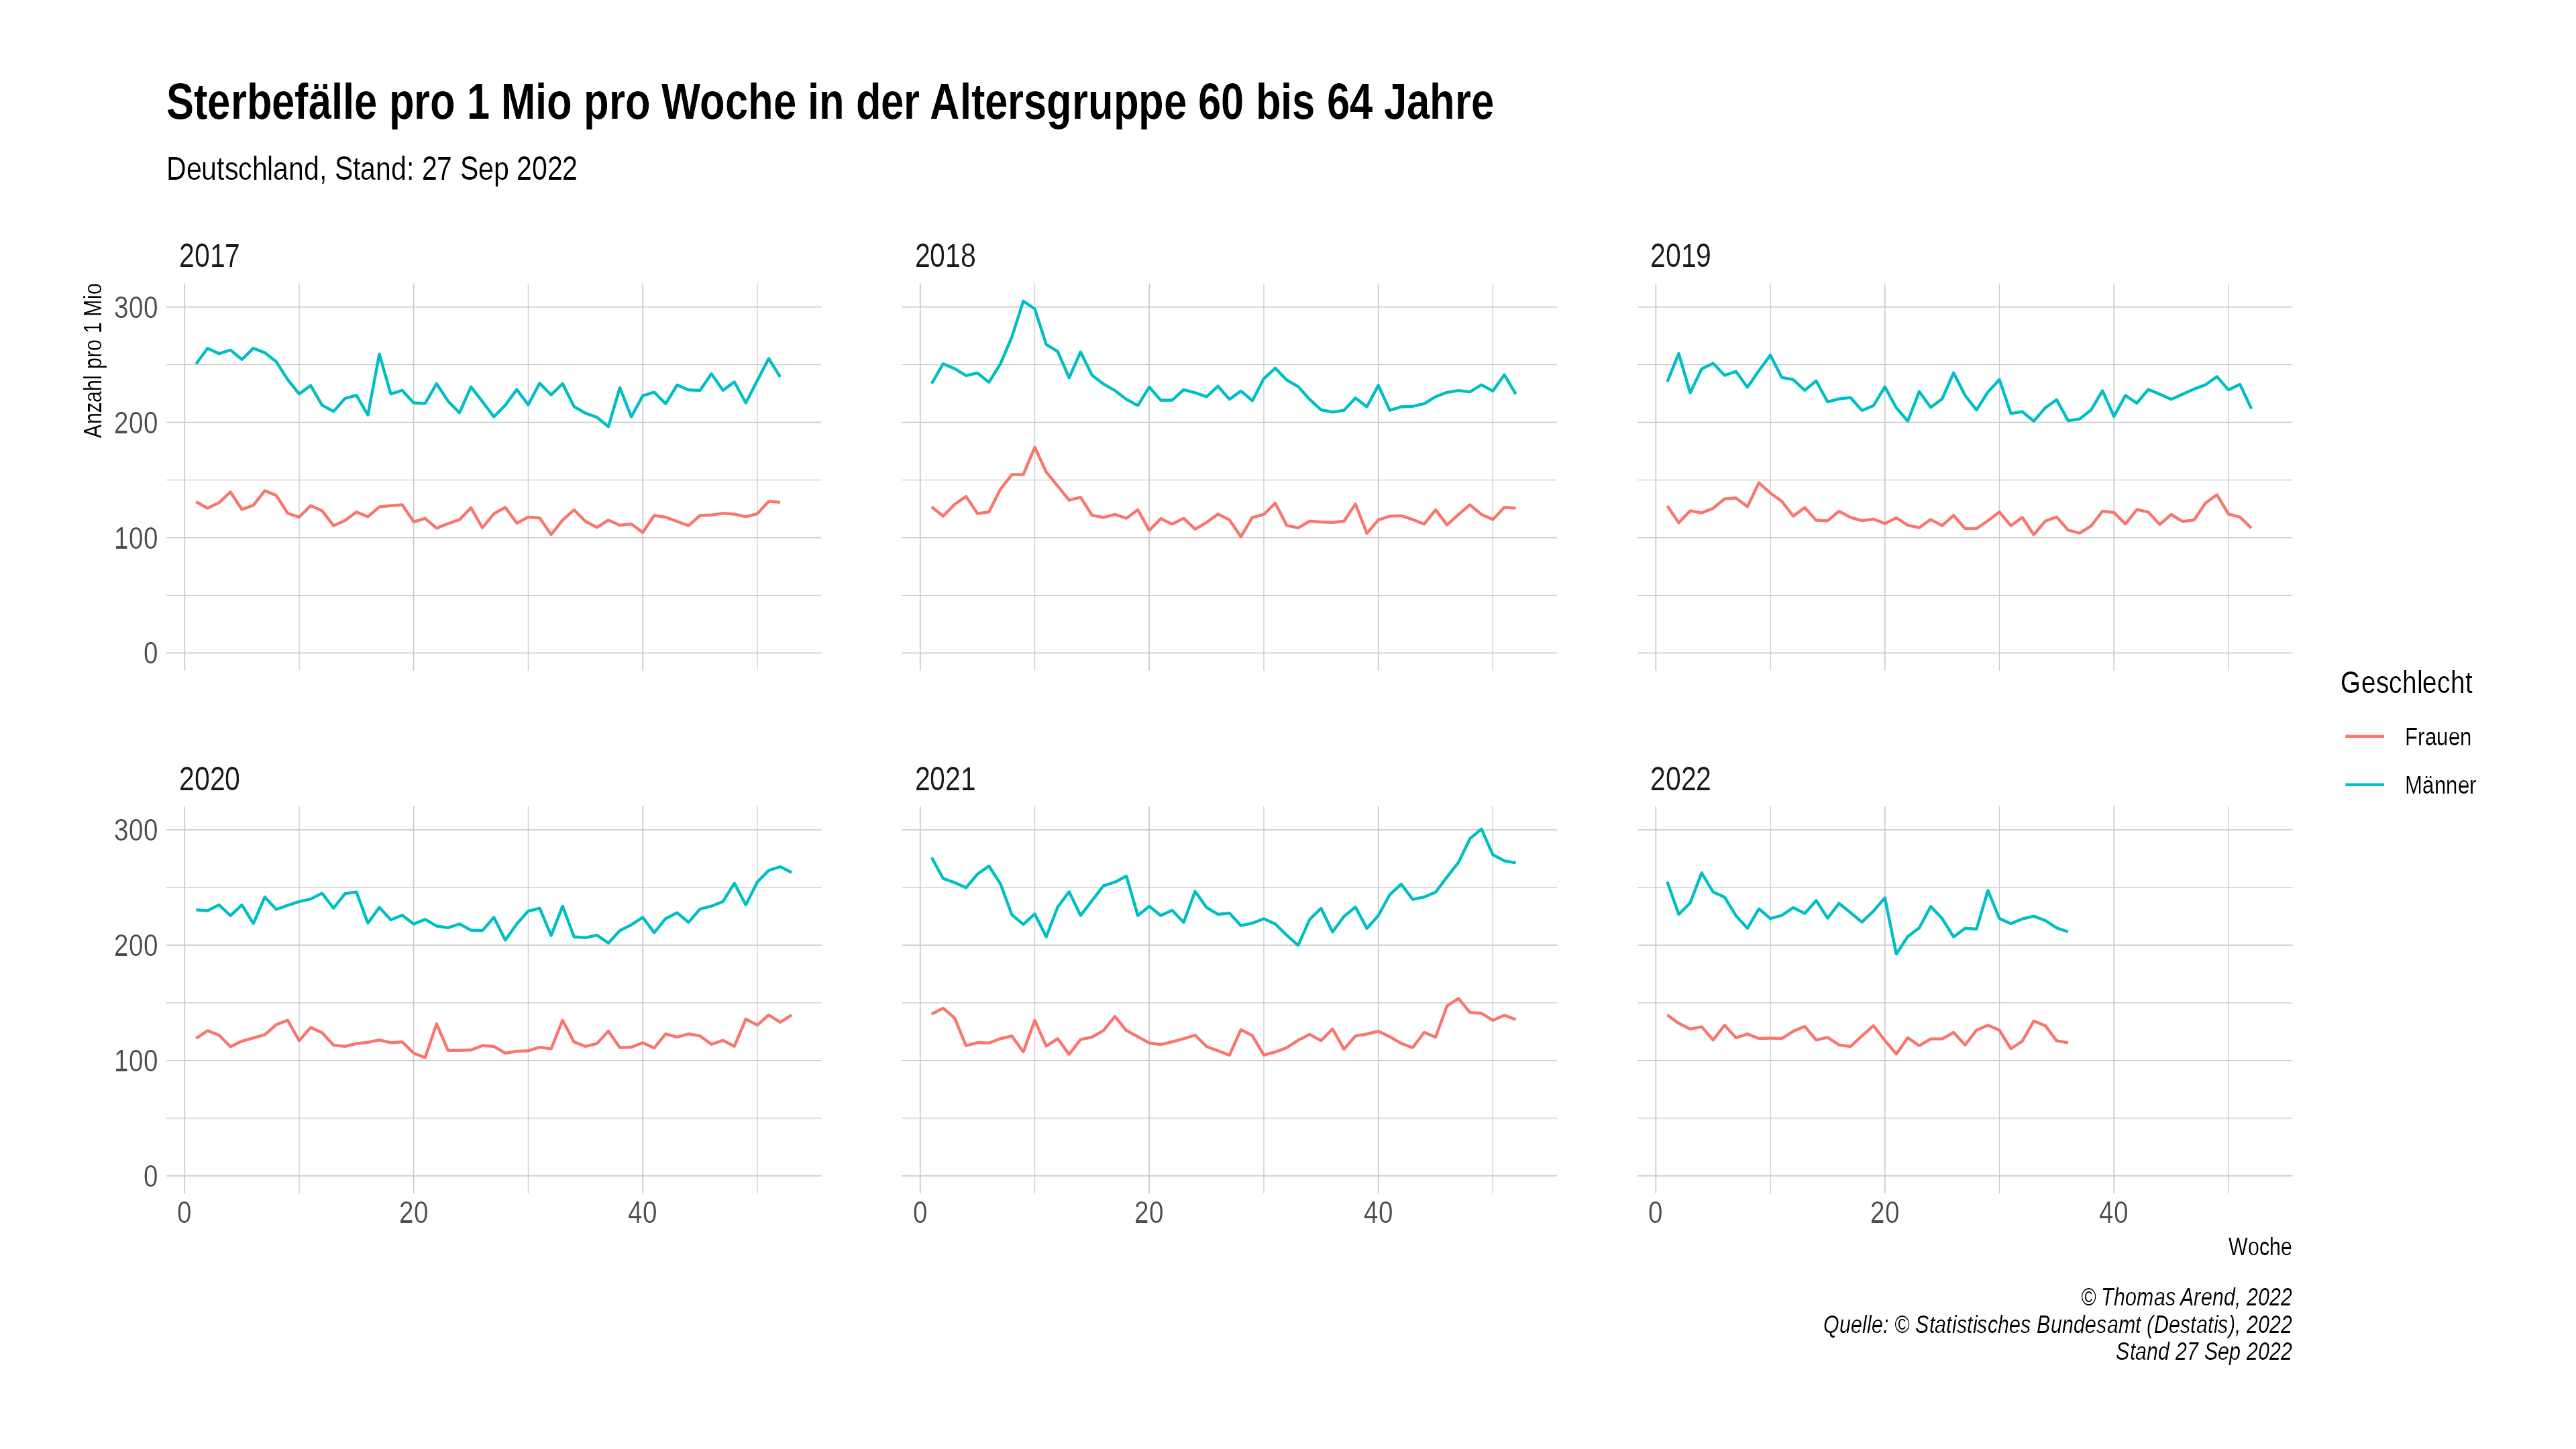 Sterbefälle pro 1 Mio pro Woche in der Altersgruppe 60 bis 64 Jahre
Deutschland, Stand: 27 Sep 2022
2017
2018
2019
Anzahl pro 1 Mio
300
200
100
0
Geschlecht
Frauen
Männer
2020
2021
2022
300
200
100
0
0 20 40
0 20 40
0 20 40
Woche
© Thomas Arend, 2022
Quelle: © Statistisches Bundesamt (Destatis), 2022
Stand 27 Sep 2022